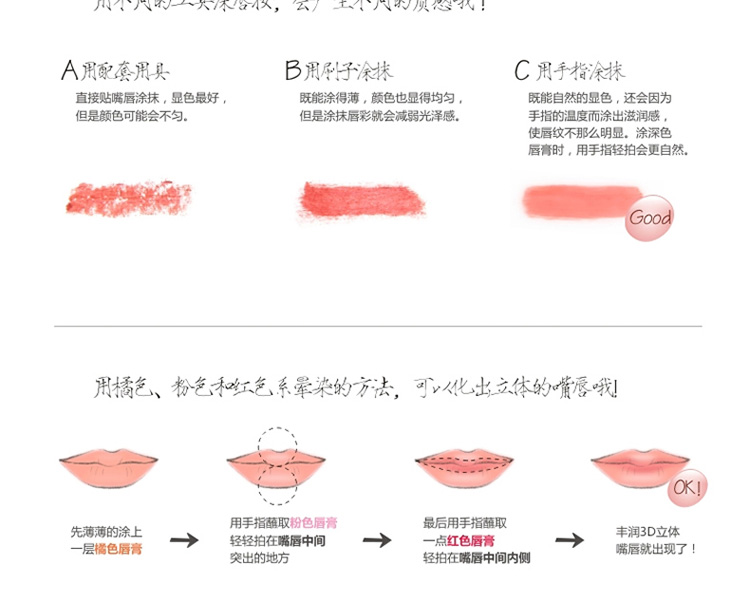 用不同的工具涂唇妆，会产生不同的质感哦！
A用配套用具
直接贴嘴唇涂抹，显色最好，
但是颜色可能会不匀。
B用刷子涂抹
既能涂得薄，颜色也显得均匀，
但是涂抹唇彩就会减弱光泽感。
C 用手指涂抹
既能自然的显色，还会因为
手指的温度而涂出滋润感，
使唇纹不那么明显。涂深色
唇膏时，用手指轻拍会更自然。
Good
用橘色、粉色和红色系晕染的方法，可以化出立体的嘴唇哦!
先薄薄的涂上
一层橘色唇膏
用手指蘸取粉色唇膏
轻轻拍在嘴唇中间
突出的地方
最后用手指蘸取
一点红色唇膏
轻拍在嘴唇中间内侧
OK!
丰润3D立体
嘴唇就出现了！